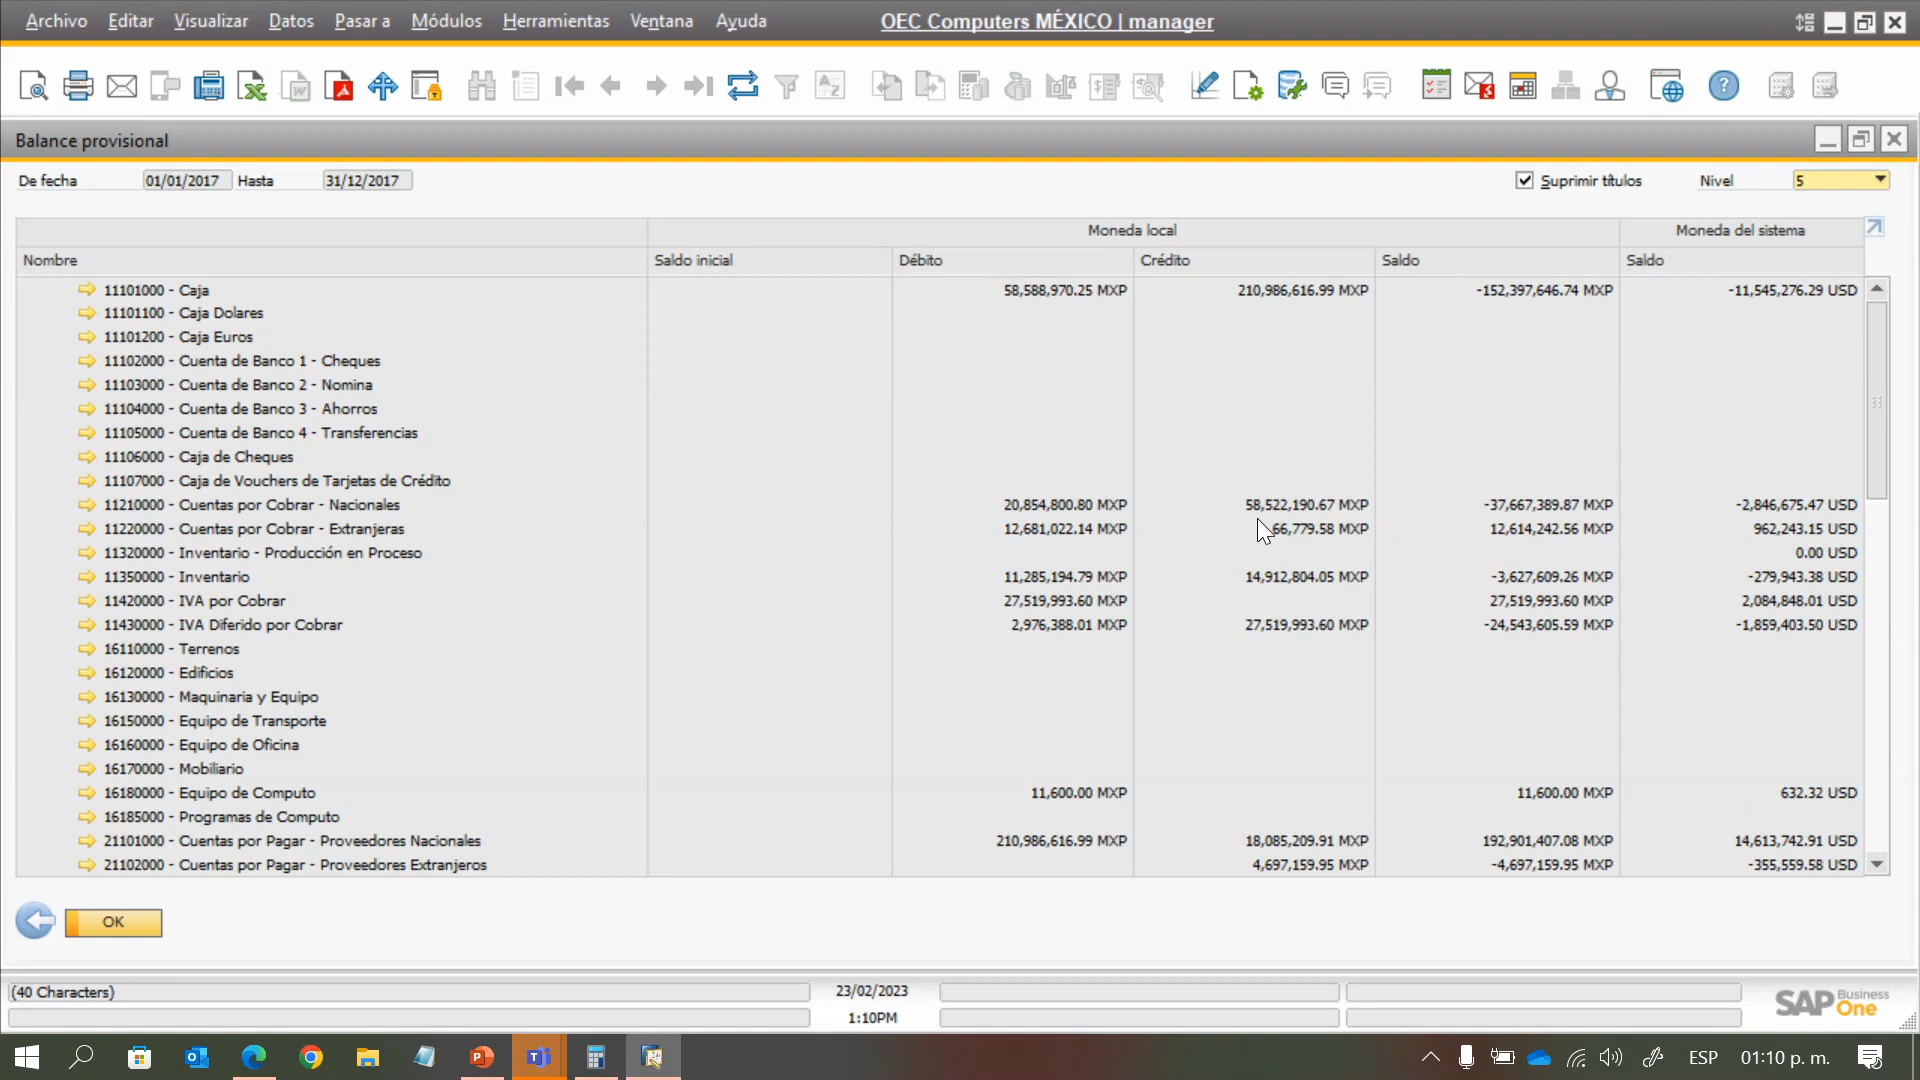 Archivo Editar Visualizar Datos Pasar a Módulos Herramientas Ventana Ayuda OEC Computers MÉXICO | manager
Balance provisional
De fecha 01/01/2017 Hasta 31/12/2017 Suprimir títulos Nivel 5
Moneda local Moneda del sistema
Nombre Saldo inicial Débito Crédito Saldo Saldo
11101000 - Caja 58,588,970.25 MXP 210,986,616.99 MXP -152,397,646.74 MXP -11,545,276.29 USD
11101100 - Caja Dolares
11101200 - Caja Euros
11102000 - Cuenta de Banco 1 - Cheques
11103000 - Cuenta de Banco 2 - Nomina
11104000 - Cuenta de Banco 3 - Ahorros
11105000 - Cuenta de Banco 4 - Transferencias
11106000 - Caja de Cheques
11107000 - Caja de Vouchers de Tarjetas de Crédito
11210000 - Cuentas por Cobrar - Nacionales 20,854,800.80 MXP 58,522,190.67 MXP -37,667,389.87 MXP -2,846,675.47 USD
11220000 - Cuentas por Cobrar - Extranjeras 12,681,022.14 MXP 66,779.58 MXP 12,614,242.56 MXP 962,243.15 USD
11320000 - Inventario - Producción en Proceso 0.00 USD
11350000 - Inventario 11,285,194.79 MXP 14,912,804.05 MXP -3,627,609.26 MXP -279,943.38 USD
11420000 - IVA por Cobrar 27,519,993.60 MXP 27,519,993.60 MXP 2,084,848.01 USD
11430000 - IVA Diferido por Cobrar 2,976,388.01 MXP 27,519,993.60 MXP -24,543,605.59 MXP -1,859,403.50 USD
16110000 - Terrenos
16120000 - Edificios
16130000 - Maquinaria y Equipo
16150000 - Equipo de Transporte
16160000 - Equipo de Oficina
16170000 - Mobiliario
16180000 - Equipo de Computo 11,600.00 MXP 11,600.00 MXP 632.32 USD
16185000 - Programas de Computo
21101000 - Cuentas por Pagar - Proveedores Nacionales 210,986,616.99 MXP 18,085,209.91 MXP 192,901,407.08 MXP 14,613,742.91 USD
21102000 - Cuentas por Pagar - Proveedores Extranjeros 4,697,159.95 MXP -4,697,159.95 MXP -355,559.58 USD
OK
(40 Characters) 23/02/2023
1:10PM
SAP Business One
ESP 01:10 p. m.